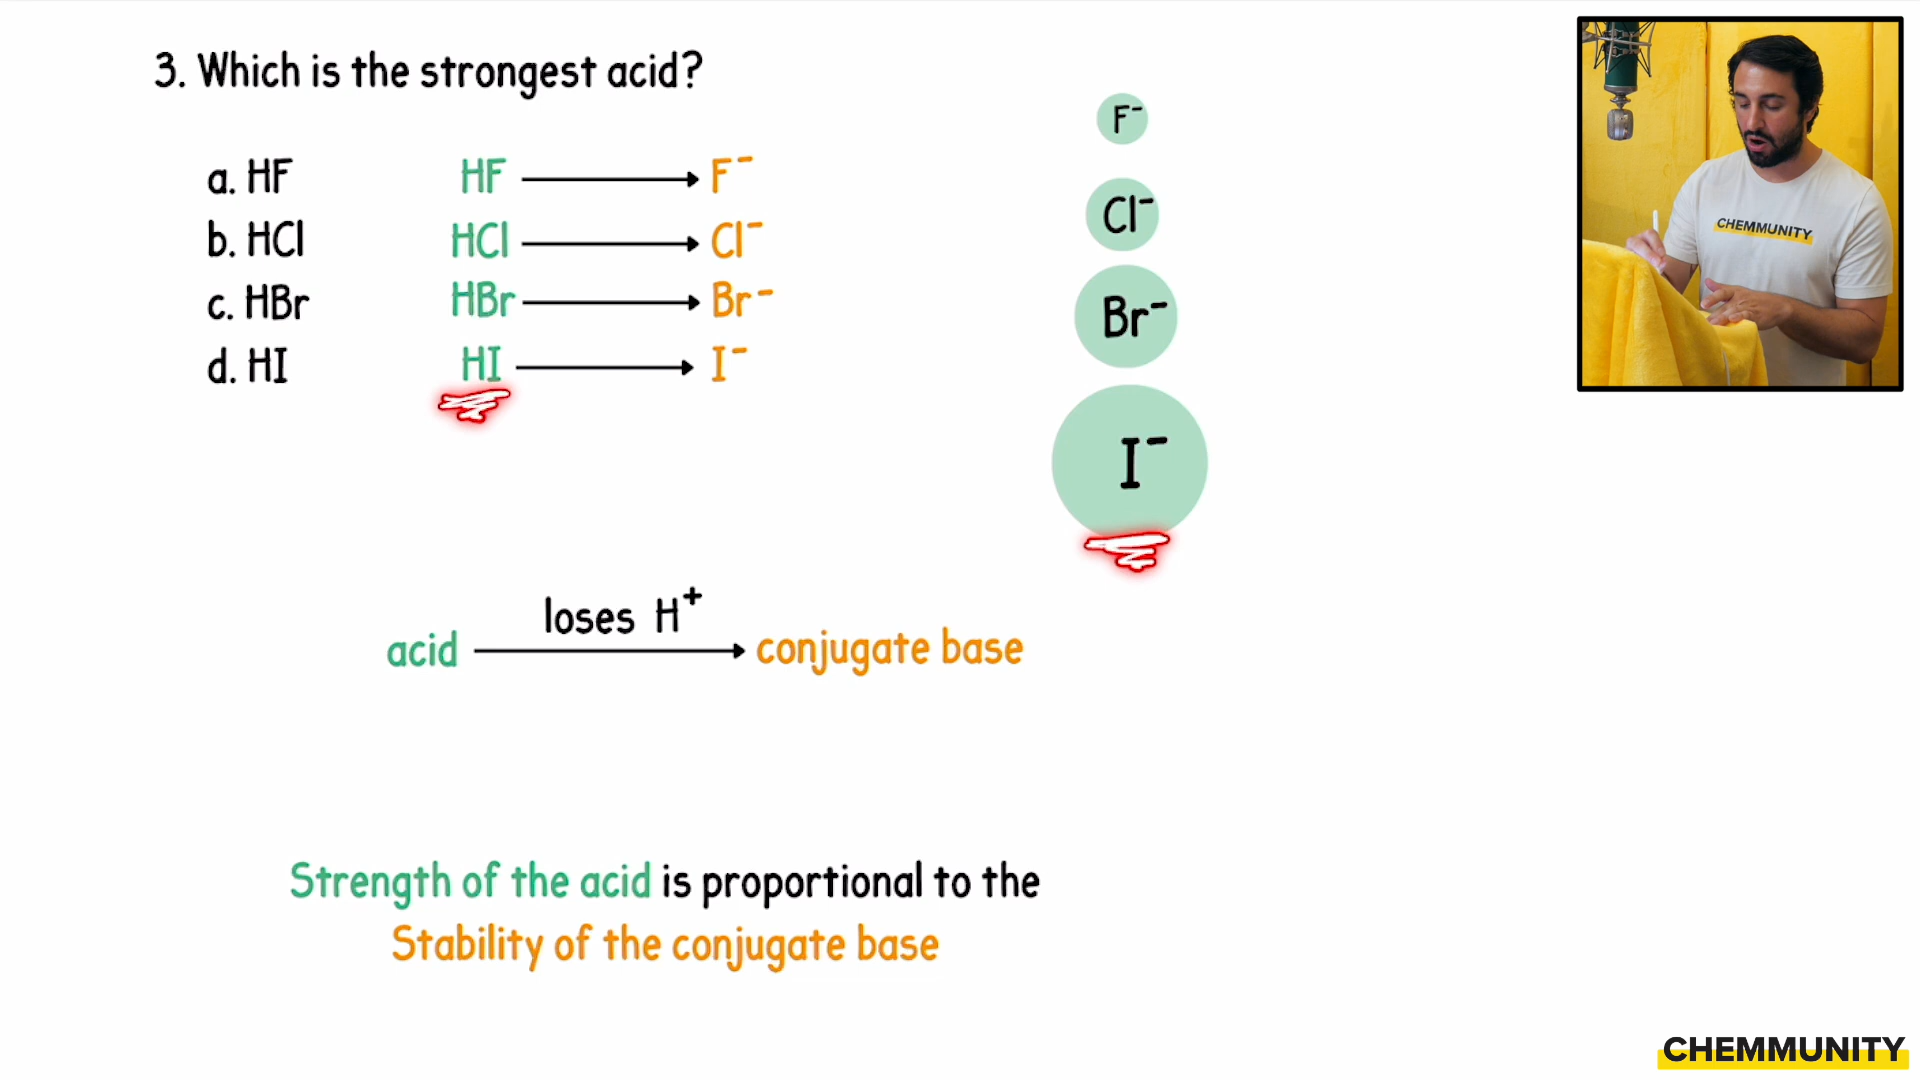 3. Which is the strongest acid?
a. HF
b. HCl
c. HBr
d. HI
HF → F⁻
HCl → Cl⁻
HBr → Br⁻
HI → I⁻
F⁻
Cl⁻
Br⁻
I⁻
loses H⁺
acid → conjugate base
Strength of the acid is proportional to the
Stability of the conjugate base
CHEMMUNITY
CHEMMUNITY